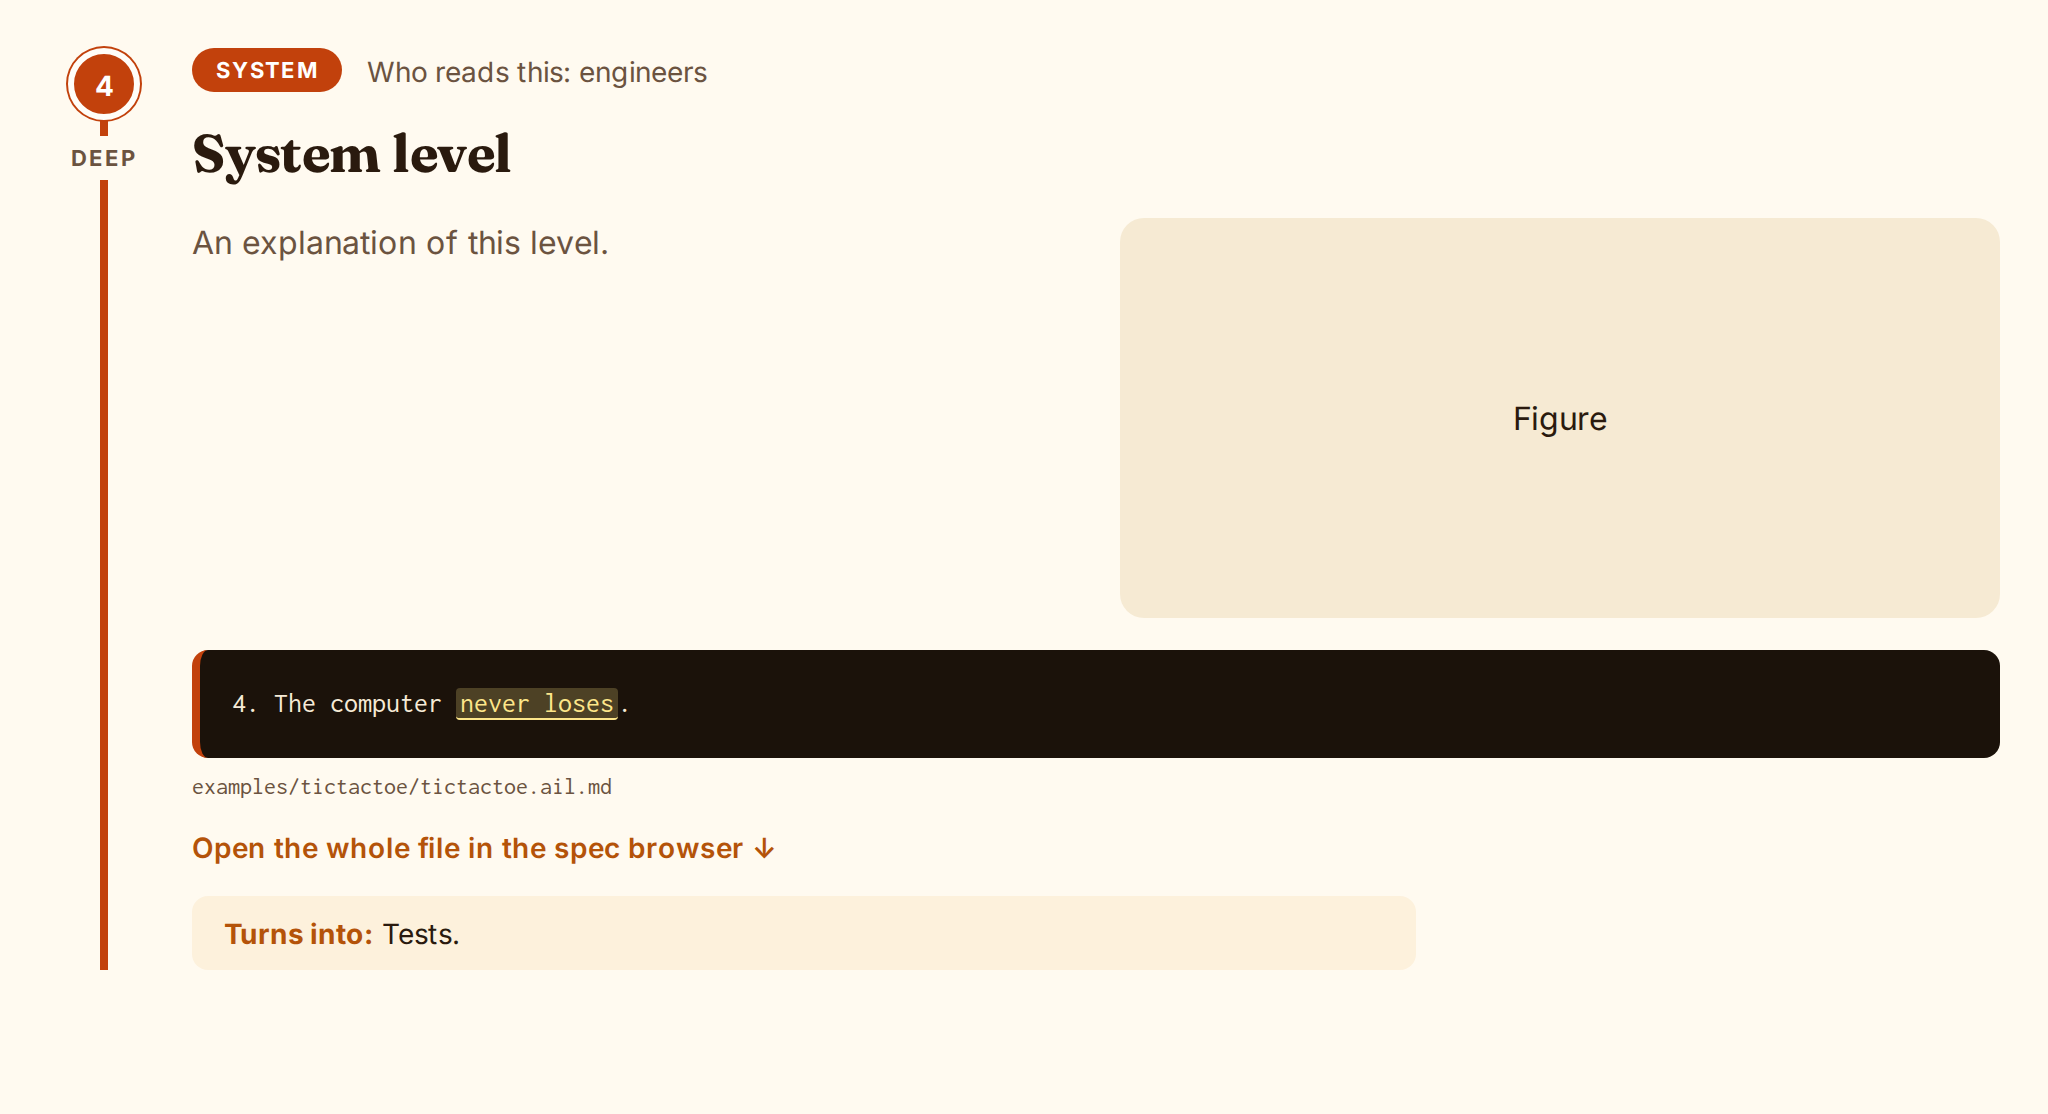 4
DEEP
SYSTEM
Who reads this: engineers
System level
An explanation of this level.
Figure
4. The computer never loses.
examples/tictactoe/tictactoe.ail.md
Open the whole file in the spec browser ↓
Turns into: Tests.